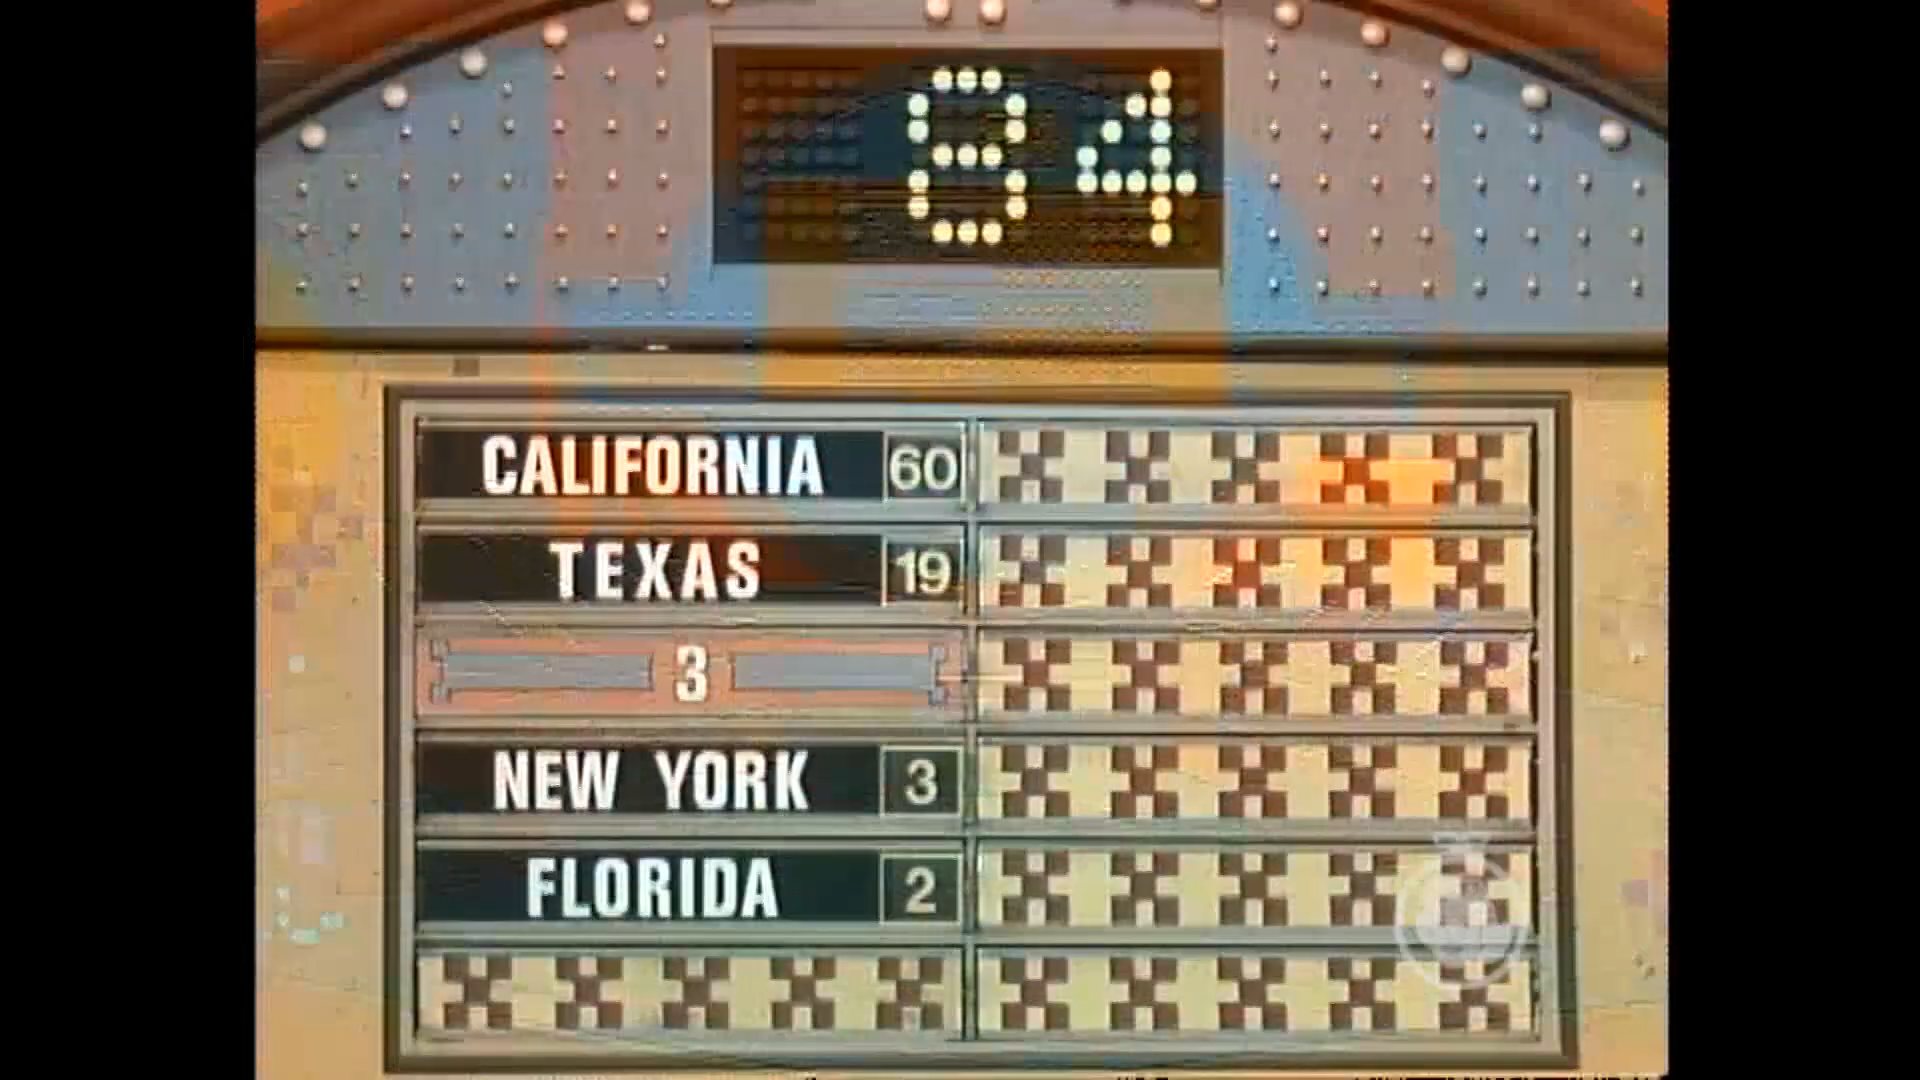 84
CALIFORNIA 60
TEXAS 19
3
NEW YORK 3
FLORIDA 2